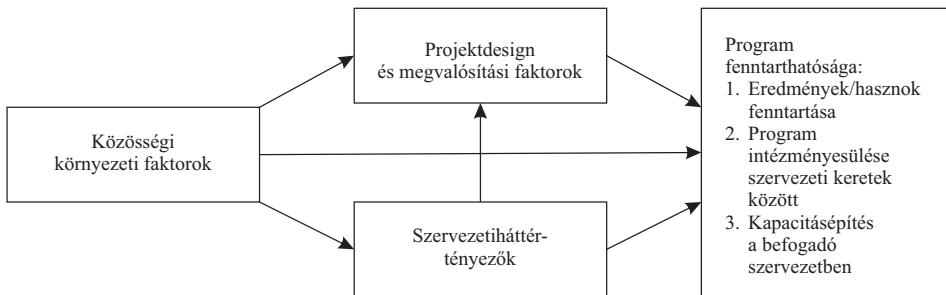 Projektdesign
és megvalósítási faktorok
Közösségi
környezeti faktorok
Szervezetiháttér-
tényezők
Program
fenntarthatósága:
1. Eredmények/hasznok
fenntartása
2. Program
intézményesülése
szervezeti keretek
között
3. Kapacitásépítés
a befogadó
szervezetben